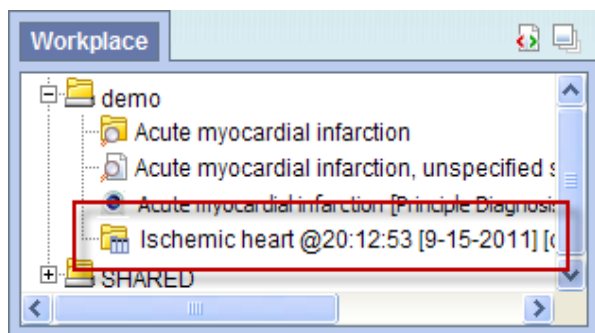 Workplace
demo
Acute myocardial infarction
Acute myocardial infarction, unspecified s
Acute myocardial infarction [Principle Diagnosis
Ischemic heart @20:12:53 [9-15-2011] [
SHARED